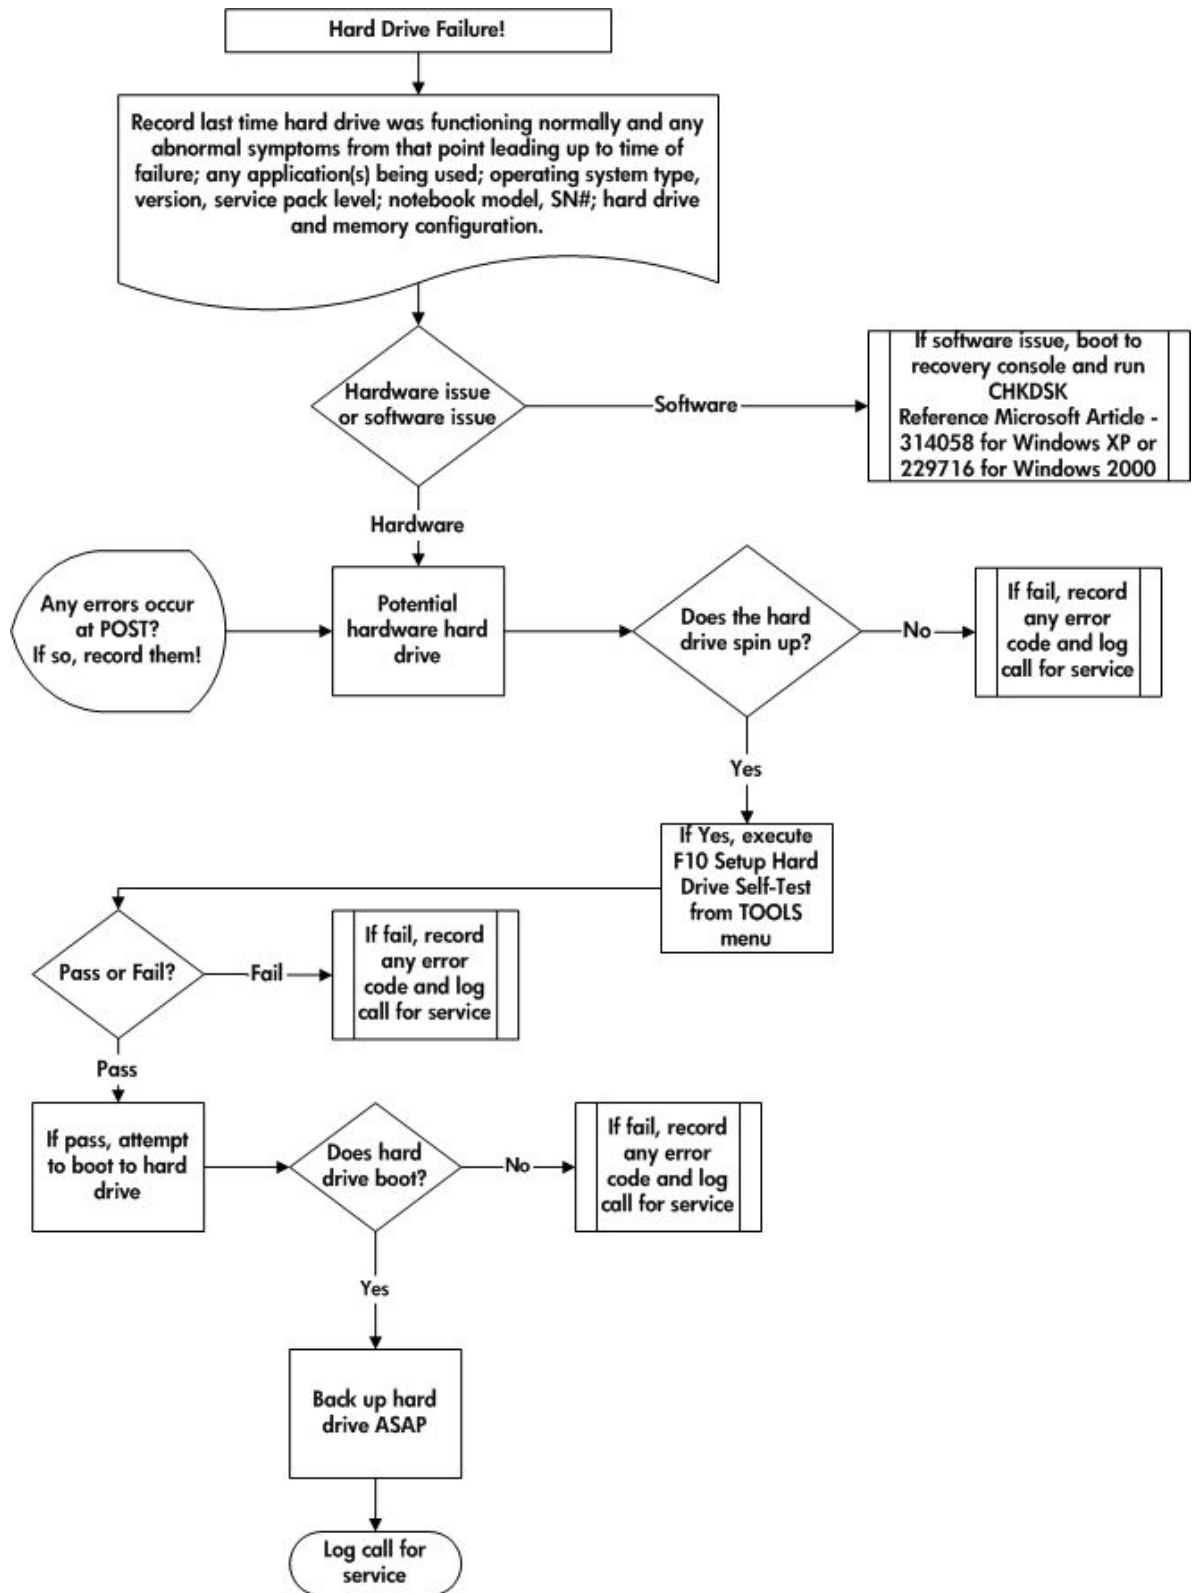 Hard Drive Failure!
Record last time hard drive was functioning normally and any
abnormal symptoms from that point leading up to time of
failure; any application(s) being used; operating system type,
version, service pack level; notebook model, SN#; hard drive
and memory configuration.
Hardware issue
or software issue
Software
If software issue, boot to
recovery console and run
CHKDSK
Reference Microsoft Article -
314058 for Windows XP or
229716 for Windows 2000
Hardware
Any errors occur
at POST?
If so, record them!
Potential
hardware hard
drive
Does the hard
drive spin up?
No
If fail, record
any error
code and log
call for service
Yes
If Yes, execute
F10 Setup Hard
Drive Self-Test
from TOOLS
menu
Pass or Fail?
Fail
If fail, record
any error
code and log
call for service
Pass
If pass, attempt
to boot to hard
drive
Does hard
drive boot?
No
If fail, record
any error
code and log
call for service
Yes
Back up hard
drive ASAP
Log call for
service